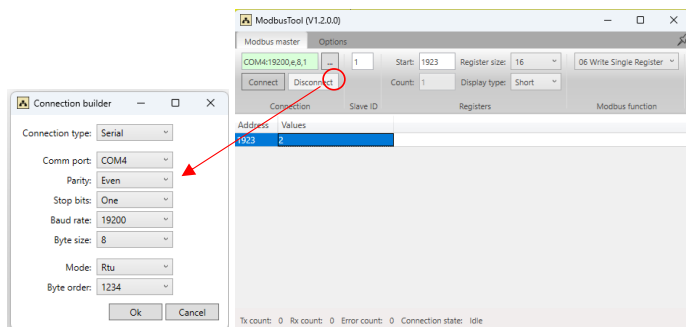 ModbusTool (V1.2.0.0)
Modbus master Options
COM4:19200,e,8,1 ... 1 Start: 1923 Register size: 16 06 Write Single Register
Connect Disconnect Count: 1 Display type: Short
Connection Slave ID Registers Modbus function
Address Values
1923 2
Tx count: 0 Rx count: 0 Error count: 0 Connection state: Idle
Connection builder
Connection type: Serial
Comm port: COM4
Parity: Even
Stop bits: One
Baud rate: 19200
Byte size: 8
Mode: Rtu
Byte order: 1234
Ok Cancel